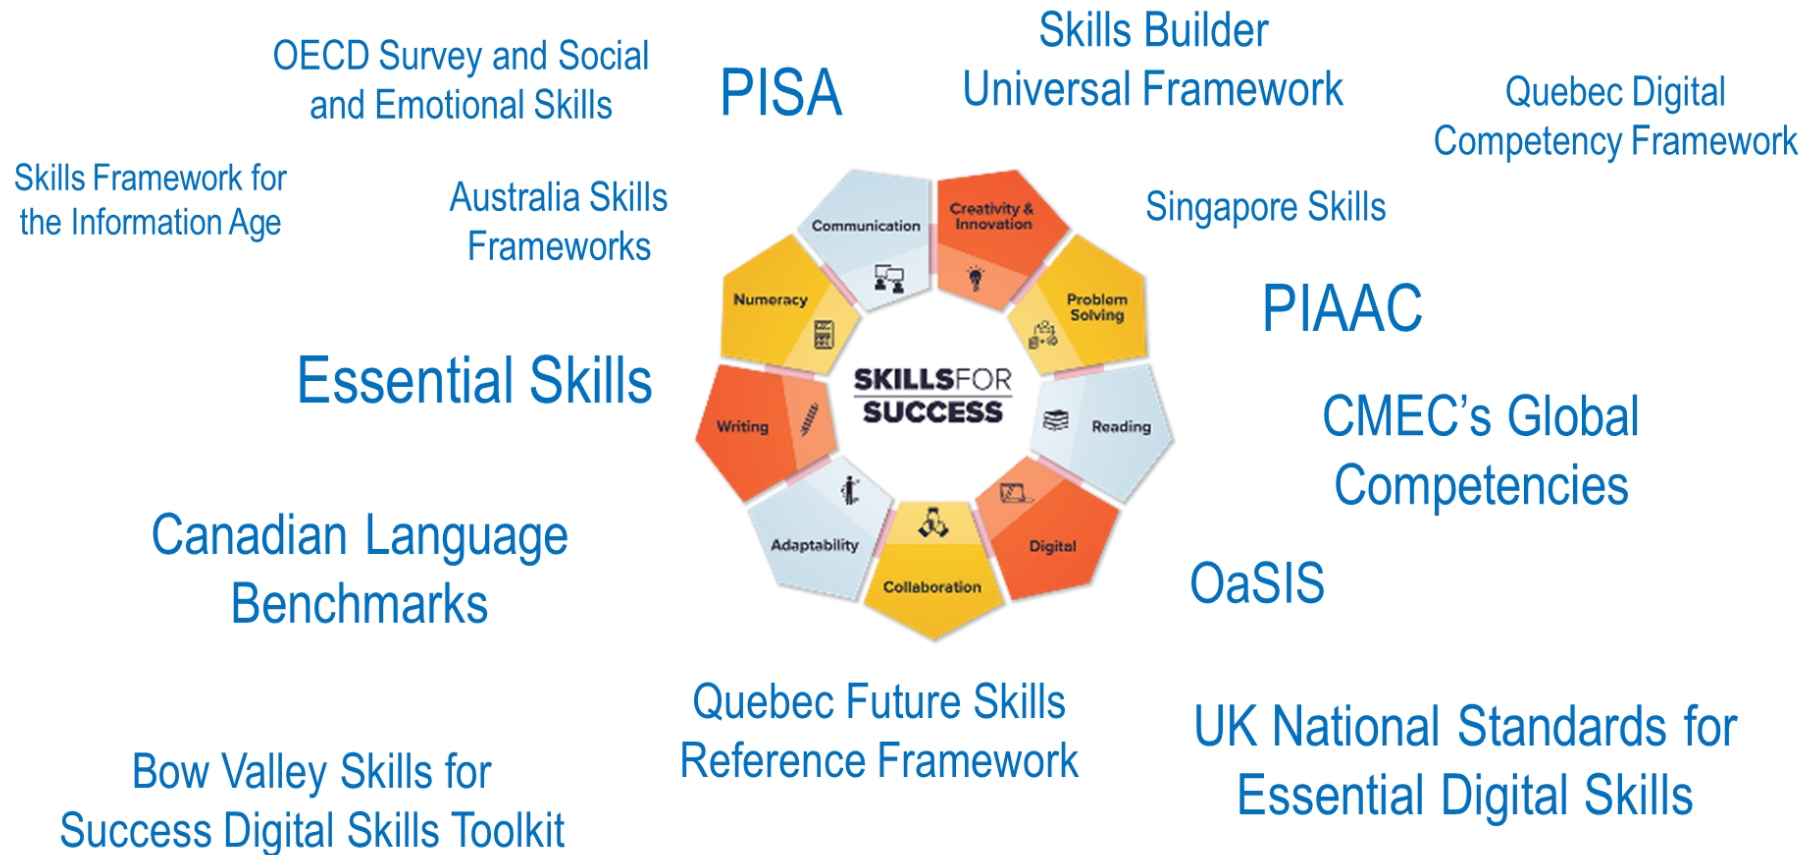 OECD Survey and Social
and Emotional Skills
PISA
Skills Builder
Universal Framework
Quebec Digital
Competency Framework
Skills Framework for
the Information Age
Australia Skills
Frameworks
Singapore Skills
Communication
Creativity &
Innovation
Numeracy
Problem
Solving
PIAAC
Essential Skills
SKILLSFOR
SUCCESS
Writing
Reading
CMEC’s Global
Competencies
Canadian Language
Benchmarks
Adaptability
Digital
Collaboration
OaSIS
Quebec Future Skills
Reference Framework
UK National Standards for
Essential Digital Skills
Bow Valley Skills for
Success Digital Skills Toolkit